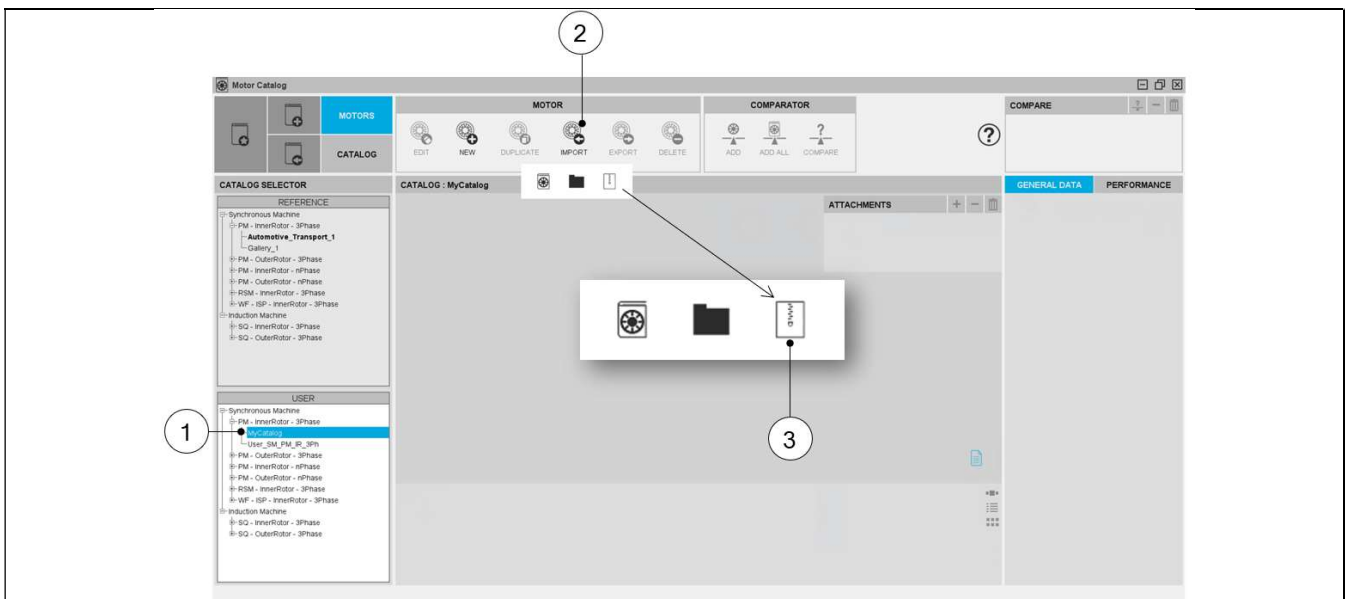 2
Motor Catalog
MOTORS
CATALOG
MOTOR
EDIT NEW DUPLICATE IMPORT EXPORT DELETE
COMPARATOR
ADD ADD ALL COMPARE
?
COMPARE
CATALOG SELECTOR
REFERENCE
Synchronous Machine
PM - InnerRotor - 3Phase
Automotive_Transport_1
Gallery_1
PM - OuterRotor - 3Phase
PM - InnerRotor - nPhase
PM - OuterRotor - nPhase
RSM - InnerRotor - 3Phase
WF - ISP - InnerRotor - 3Phase
Induction Machine
SQ - InnerRotor - 3Phase
SQ - OuterRotor - 3Phase
USER
Synchronous Machine
PM - InnerRotor - 3Phase
MyCatalog
User_SM_PM_IR_3Ph
PM - OuterRotor - 3Phase
PM - InnerRotor - nPhase
PM - OuterRotor - nPhase
RSM - InnerRotor - 3Phase
WF - ISP - InnerRotor - 3Phase
Induction Machine
SQ - InnerRotor - 3Phase
SQ - OuterRotor - 3Phase
1
CATALOG : MyCatalog
ATTACHMENTS
3
GENERAL DATA PERFORMANCE